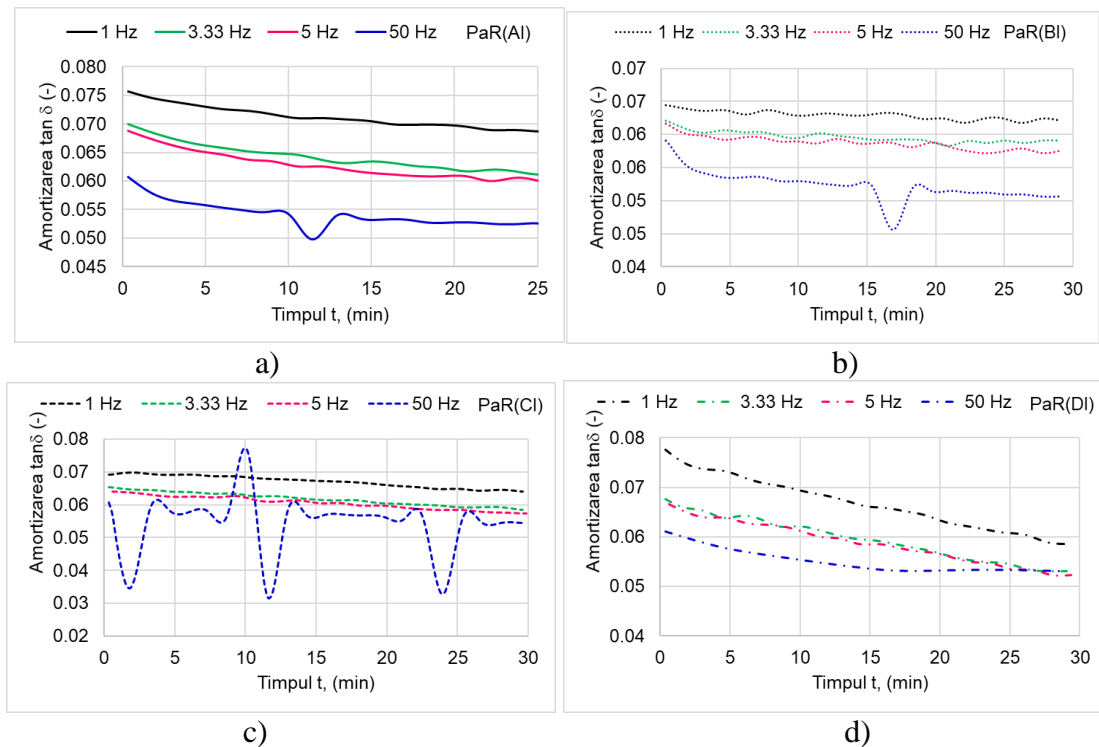 1 Hz 3.33 Hz 5 Hz 50 Hz PaR(AI)
0.080
0.075
0.070
0.065
0.060
0.055
0.050
0.045
Amortizarea tan δ (-)
0 5 10 15 20 25
Timpul t, (min)
a)
1 Hz 3.33 Hz 5 Hz 50 Hz PaR(BI)
0.07
0.07
0.06
0.06
0.05
0.05
0.04
Amortizarea tanδ (-)
0 5 10 15 20 25 30
Timpul t, (min)
b)
1 Hz 3.33 Hz 5 Hz 50 Hz PaR(CI)
0.08
0.07
0.06
0.05
0.04
0.03
0.02
Amortizarea tanδ (-)
0 5 10 15 20 25 30
Timpul t, (min)
c)
1 Hz 3.33 Hz 5 Hz 50 Hz PaR(DI)
0.08
0.07
0.06
0.05
0.04
Amortizarea tanδ (-)
0 5 10 15 20 25 30
Timpul t, (min)
d)